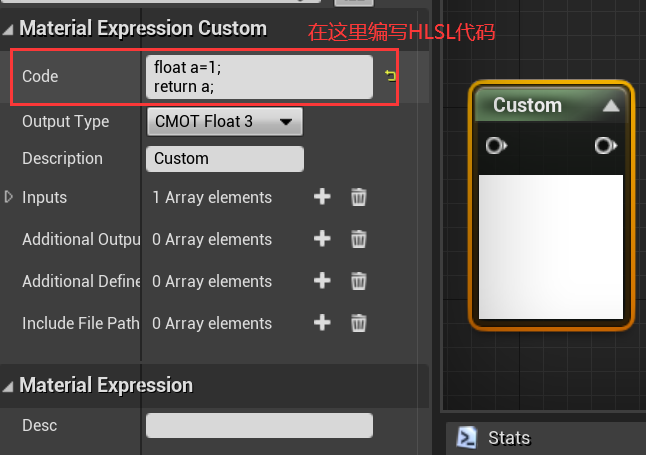 Material Expression Custom
在这里编写HLSL代码
Code
float a=1;
return a;
Output Type
CMOT Float 3
Description
Custom
Inputs
1 Array elements
Additional Outpu
0 Array elements
Additional Define
0 Array elements
Include File Path
0 Array elements
Material Expression
Desc
Custom
Stats